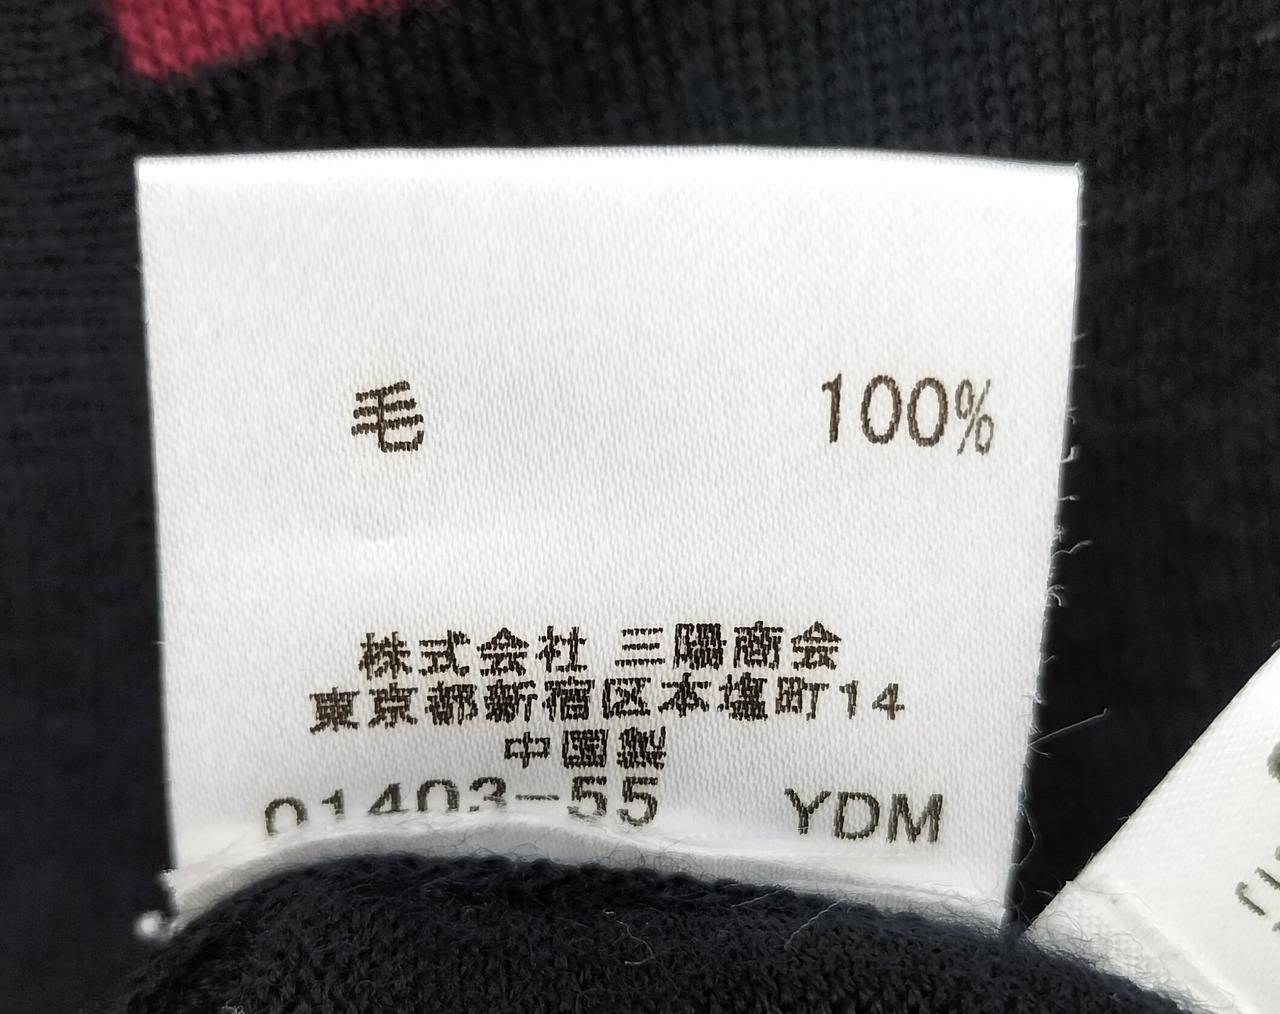 毛 100%
株式会社 三陽商会
東京都新宿区本塩町14
中国製
01403-55 YDM